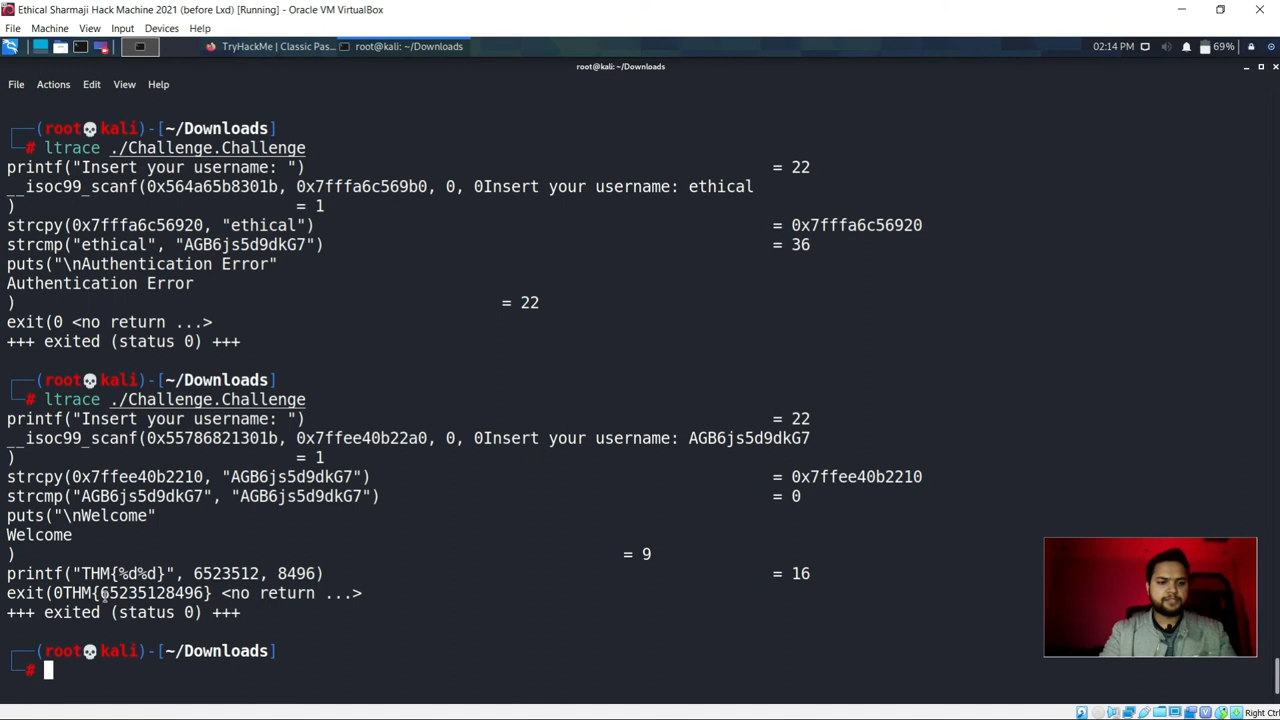 Ethical Sharmaji Hack Machine 2021 (before Lxd) [Running] - Oracle VM VirtualBox
File Machine View Input Devices Help
TryHackMe | Classic Pas... root@kali: ~/Downloads 02:14 PM 69%
root@kali: ~/Downloads
File Actions Edit View Help
(root💀kali)-[~/Downloads]
# ltrace ./Challenge.Challenge
printf("Insert your username: ") = 22
__isoc99_scanf(0x564a65b8301b, 0x7fffa6c569b0, 0, 0Insert your username: ethical
) = 1
strcpy(0x7fffa6c56920, "ethical") = 0x7fffa6c56920
strcmp("ethical", "AGB6js5d9dkG7") = 36
puts("\nAuthentication Error"
Authentication Error
) = 22
exit(0 <no return ...>
+++ exited (status 0) +++
(root💀kali)-[~/Downloads]
# ltrace ./Challenge.Challenge
printf("Insert your username: ") = 22
__isoc99_scanf(0x55786821301b, 0x7ffee40b22a0, 0, 0Insert your username: AGB6js5d9dkG7
) = 1
strcpy(0x7ffee40b2210, "AGB6js5d9dkG7") = 0x7ffee40b2210
strcmp("AGB6js5d9dkG7", "AGB6js5d9dkG7") = 0
puts("\nWelcome"
Welcome
) = 9
printf("THM{%d%d}", 6523512, 8496) = 16
exit(0THM{65235128496} <no return ...>
+++ exited (status 0) +++
(root💀kali)-[~/Downloads]
#
Right Ctrl